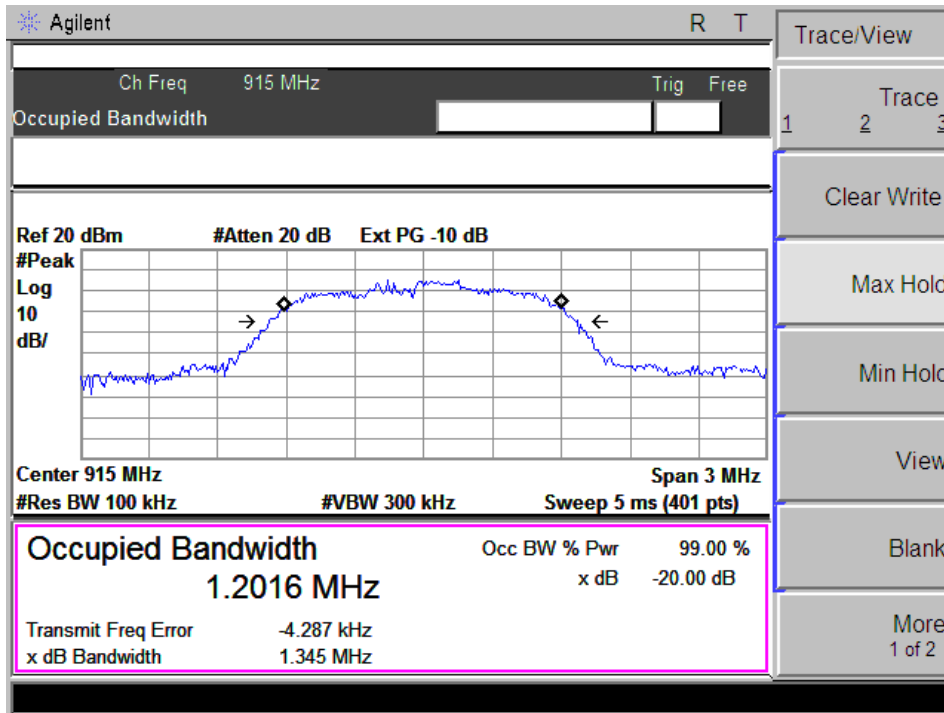 Agilent R T
Ch Freq 915 MHz Trig Free
Occupied Bandwidth
Ref 20 dBm #Atten 20 dB Ext PG -10 dB
#Peak
Log
10
dB/
Center 915 MHz Span 3 MHz
#Res BW 100 kHz #VBW 300 kHz Sweep 5 ms (401 pts)
Occupied Bandwidth Occ BW % Pwr 99.00 %
1.2016 MHz x dB -20.00 dB
Transmit Freq Error -4.287 kHz
x dB Bandwidth 1.345 MHz
Trace/View
Trace
1 2 3
Clear Write
Max Hold
Min Hold
View
Blank
More
1 of 2